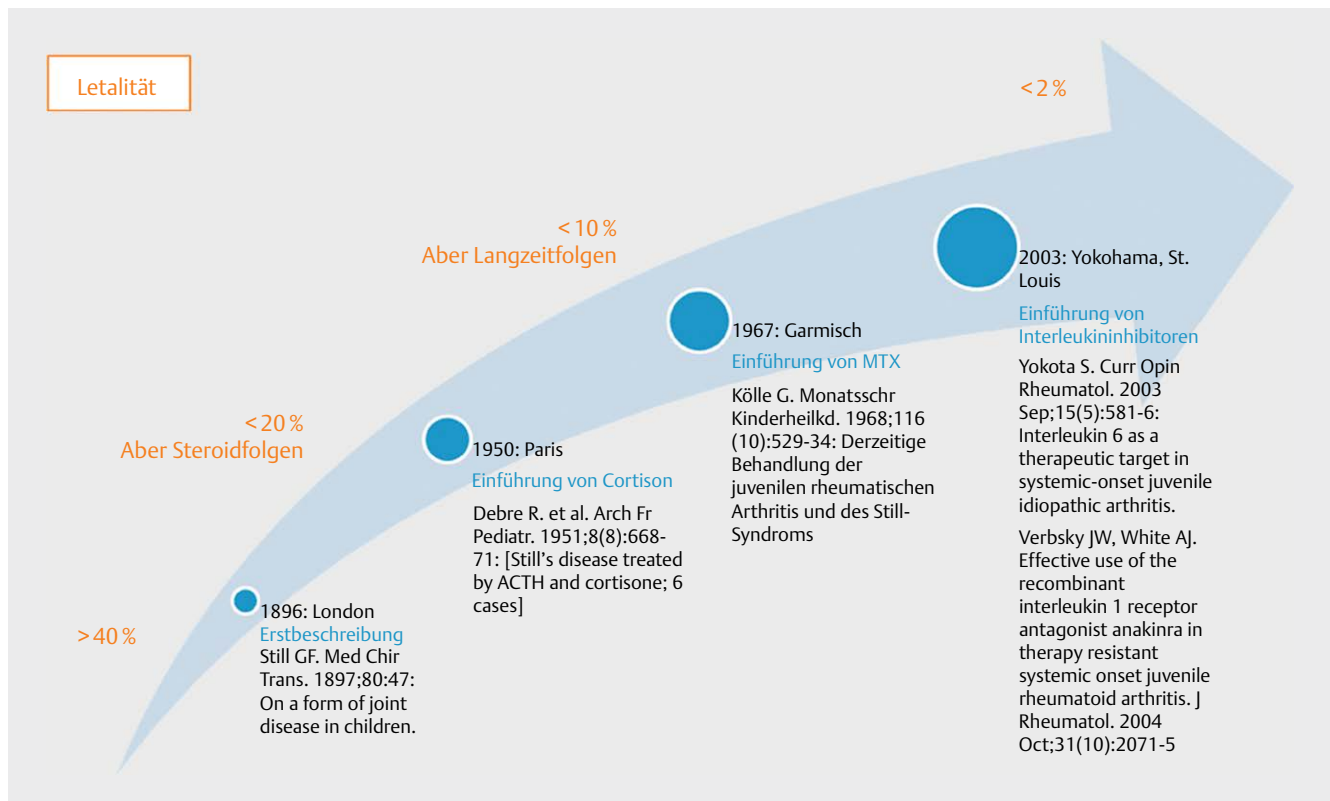 Letalität
<2%
<10%
Aber Langzeitfolgen
<20%
Aber Steroidfolgen
>40%
1896: London
Erstbeschreibung
Still GF. Med Chir
Trans. 1897;80:47:
On a form of joint
disease in children.
1950: Paris
Einführung von Cortison
Debre R. et al. Arch Fr
Pediatr. 1951;8(8):668-
71: [Still's disease treated
by ACTH and cortisone; 6
cases]
1967: Garmisch
Einführung von MTX
Kölle G. Monatsschr
Kinderheilkd. 1968;116
(10):529-34: Derzeitige
Behandlung der
juvenilen rheumatischen
Arthritis und des Still-
Syndroms
2003: Yokohama, St.
Louis
Einführung von
Interleukininhibitoren
Yokota S. Curr Opin
Rheumatol. 2003
Sep;15(5):581-6:
Interleukin 6 as a
therapeutic target in
systemic-onset juvenile
idiopathic arthritis.
Verbsky JW, White AJ.
Effective use of the
recombinant
interleukin 1 receptor
antagonist anakinra in
therapy resistant
systemic onset juvenile
rheumatoid arthritis. J
Rheumatol. 2004
Oct;31(10):2071-5